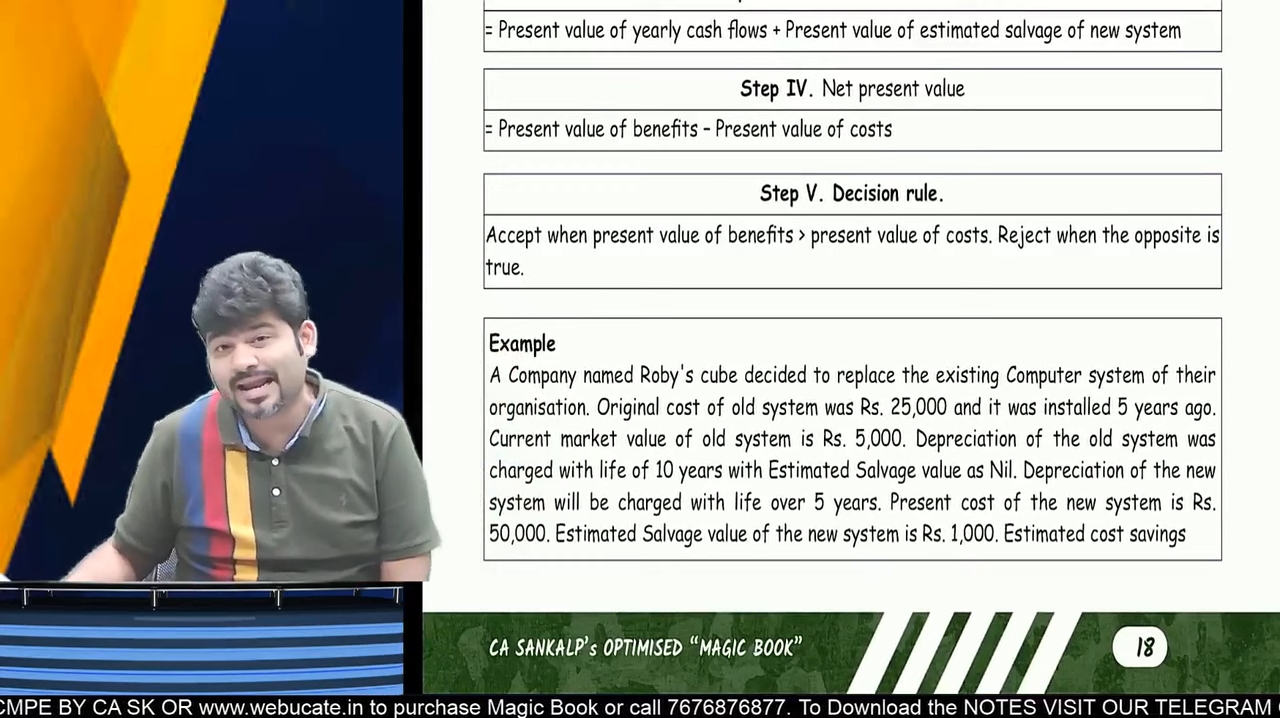 = Present value of yearly cash flows + Present value of estimated salvage of new system
Step IV. Net present value
= Present value of benefits – Present value of costs
Step V. Decision rule.
Accept when present value of benefits > present value of costs. Reject when the opposite is
true.
Example
A Company named Roby's cube decided to replace the existing Computer system of their
organisation. Original cost of old system was Rs. 25,000 and it was installed 5 years ago.
Current market value of old system is Rs. 5,000. Depreciation of the old system was
charged with life of 10 years with Estimated Salvage value as Nil. Depreciation of the new
system will be charged with life over 5 years. Present cost of the new system is Rs.
50,000. Estimated Salvage value of the new system is Rs. 1,000. Estimated cost savings
CA SANKALP's OPTIMISED "MAGIC BOOK"
18
CMPE BY CA SK OR www.webucate.in to purchase Magic Book or call 7676876877. To Download the NOTES VISIT OUR TELEGRAM